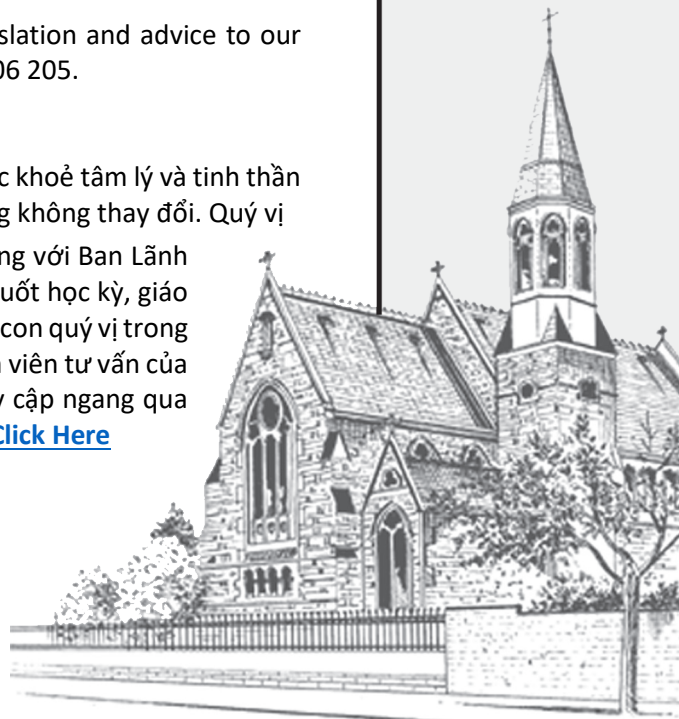 slation and advice to our
06 205.
c khoẻ tâm lý và tinh thần
g không thay đổi. Quý vị
ng với Ban Lãnh
uốt học kỳ, giáo
con quý vị trong
viên tư vấn của
cập ngang qua
Click Here